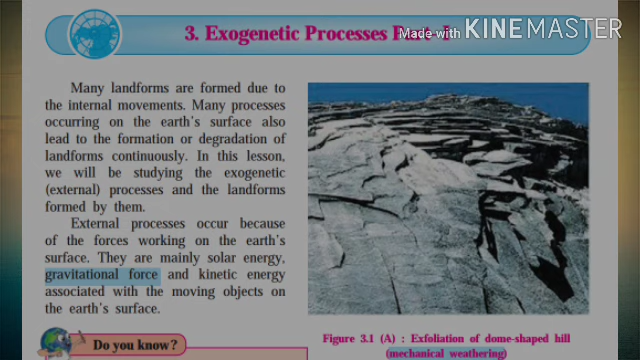 3. Exogenetic Processes Part
Made with KINEMASTER
Many landforms are formed due to
the internal movements. Many processes
occurring on the earth's surface also
lead to the formation or degradation of
landforms continuously. In this lesson,
we will be studying the exogenetic
(external) processes and the landforms
formed by them.
External processes occur because
of the forces working on the earth's
surface. They are mainly solar energy,
gravitational force and kinetic energy
associated with the moving objects on
the earth's surface.
Do you know?
Figure 3.1 (A) : Exfoliation of dome-shaped hill
(mechanical weathering)